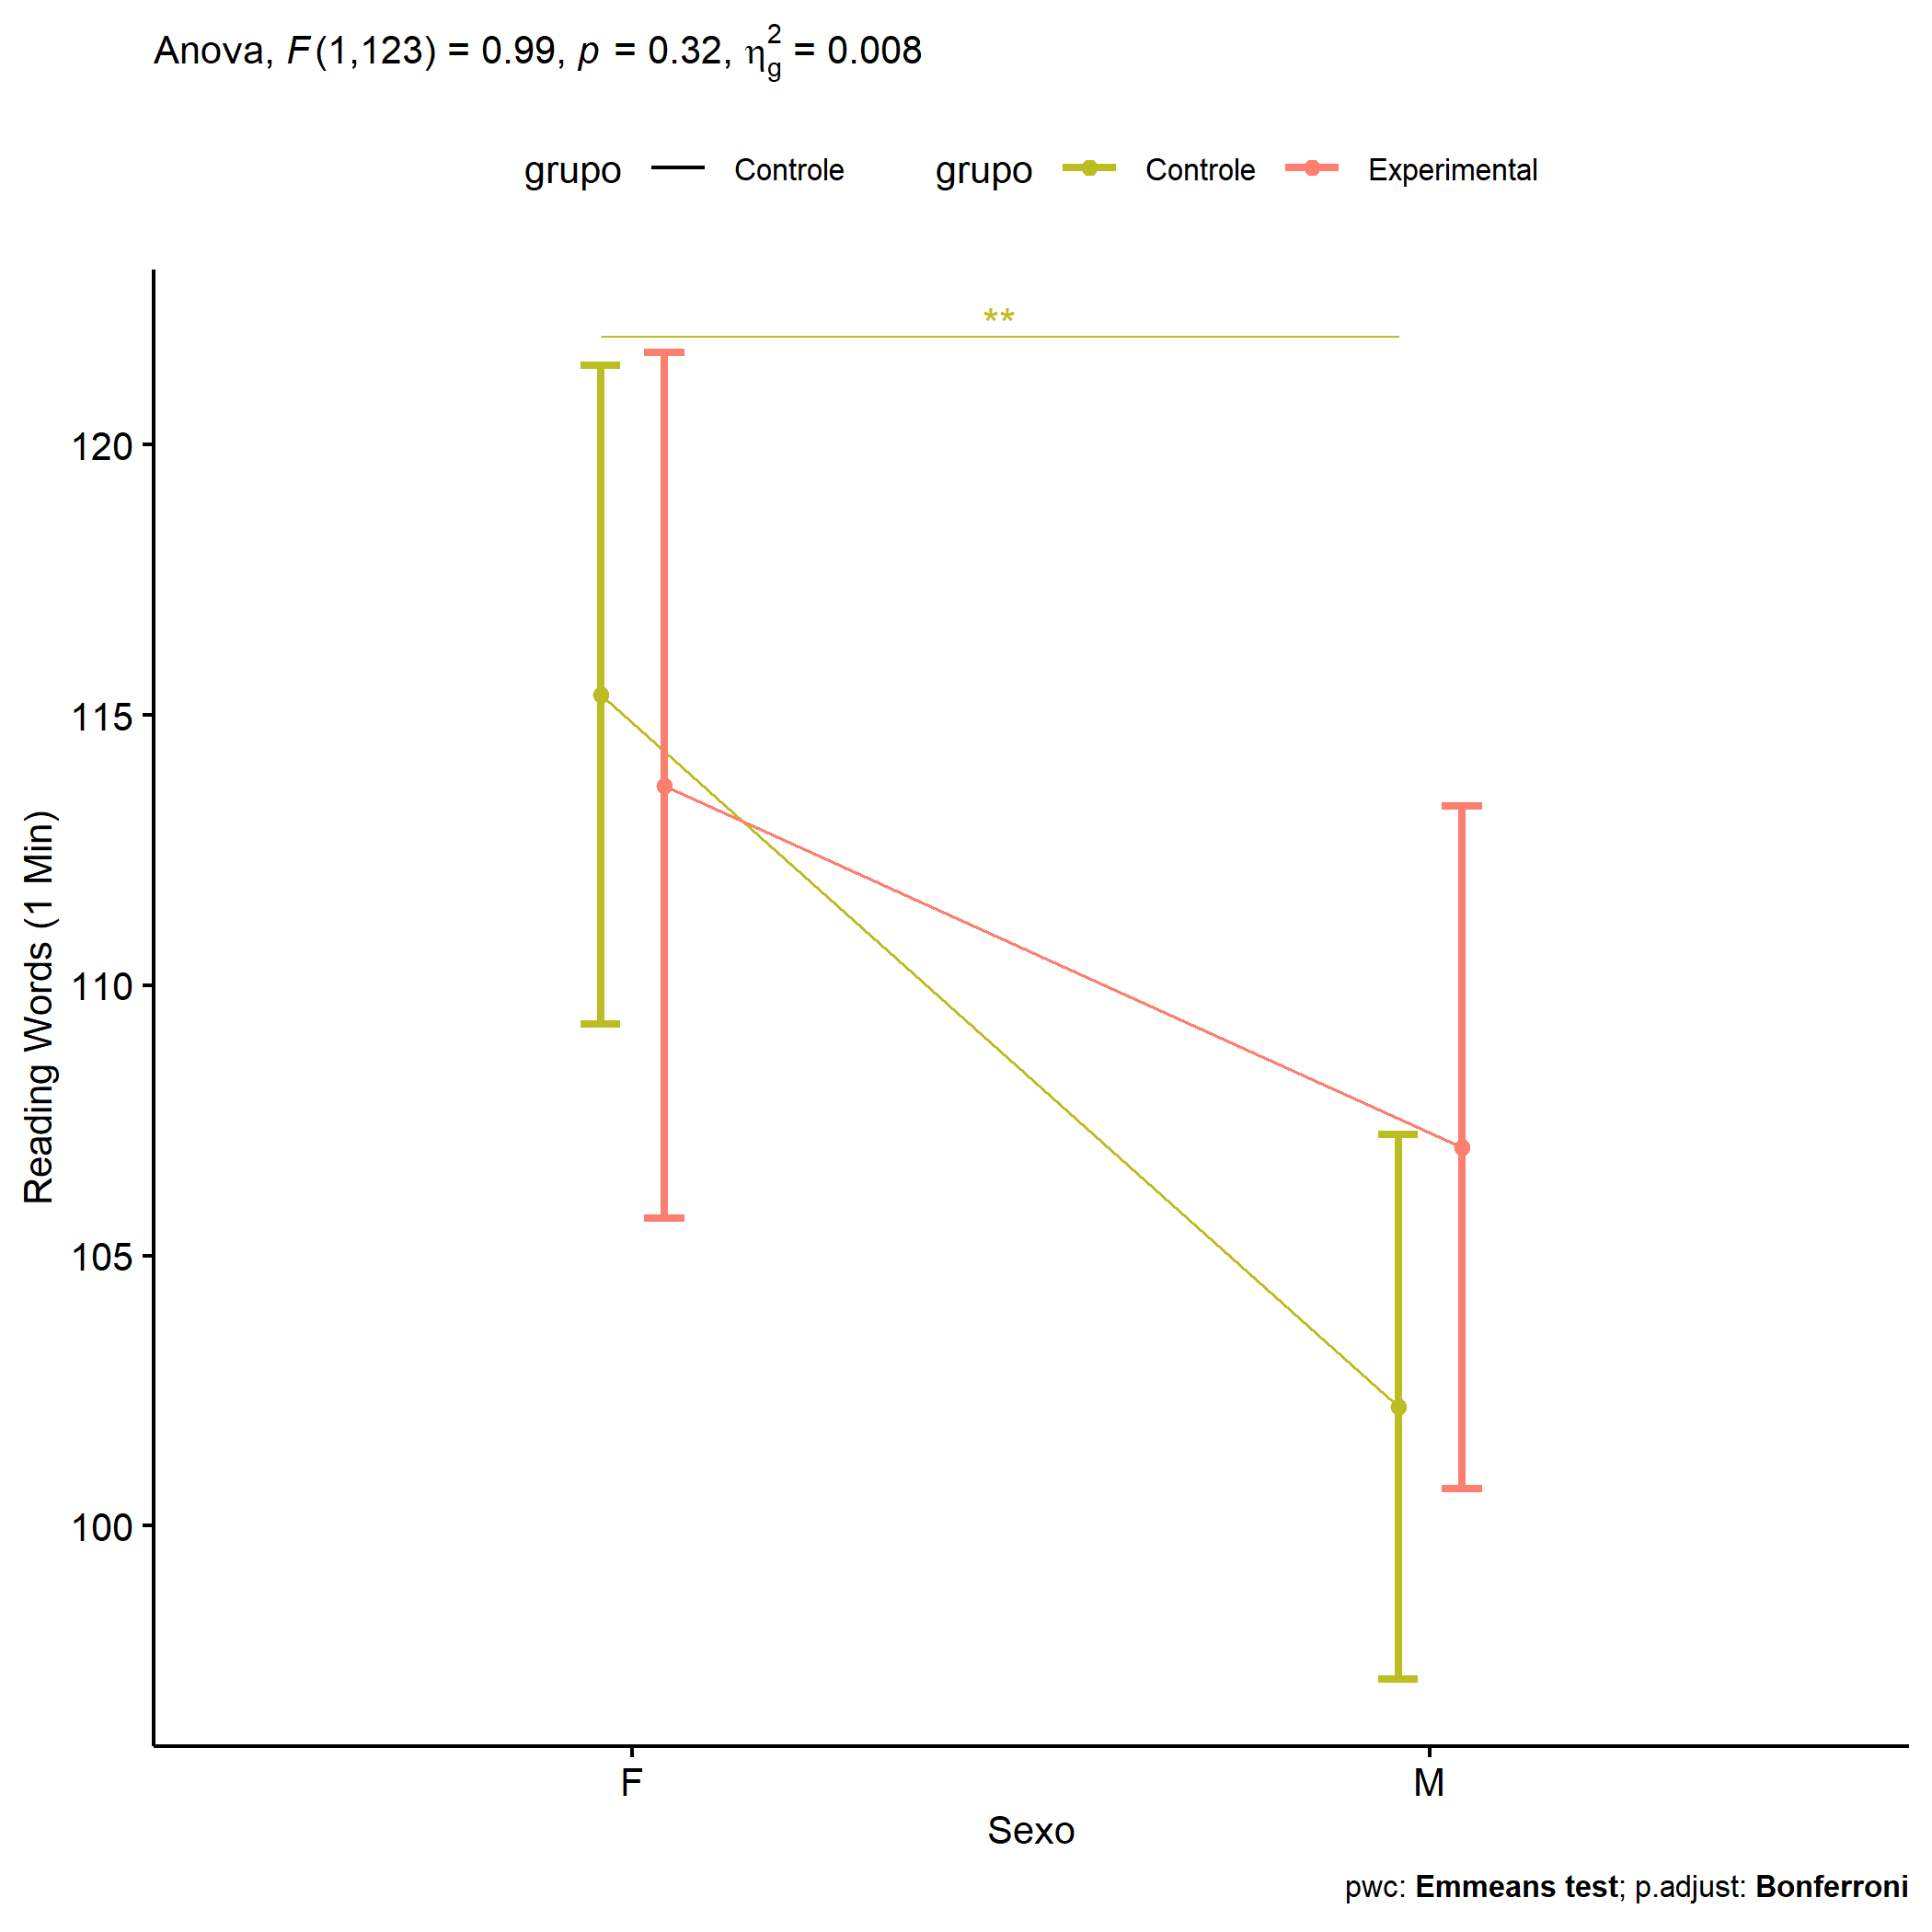 Anova, F(1,123) = 0.99, p = 0.32, η²g = 0.008
grupo Controle grupo Controle Experimental
**
120
115
110
105
100
Reading Words (1 Min)
F M
Sexo
pwc: Emmeans test; p.adjust: Bonferroni